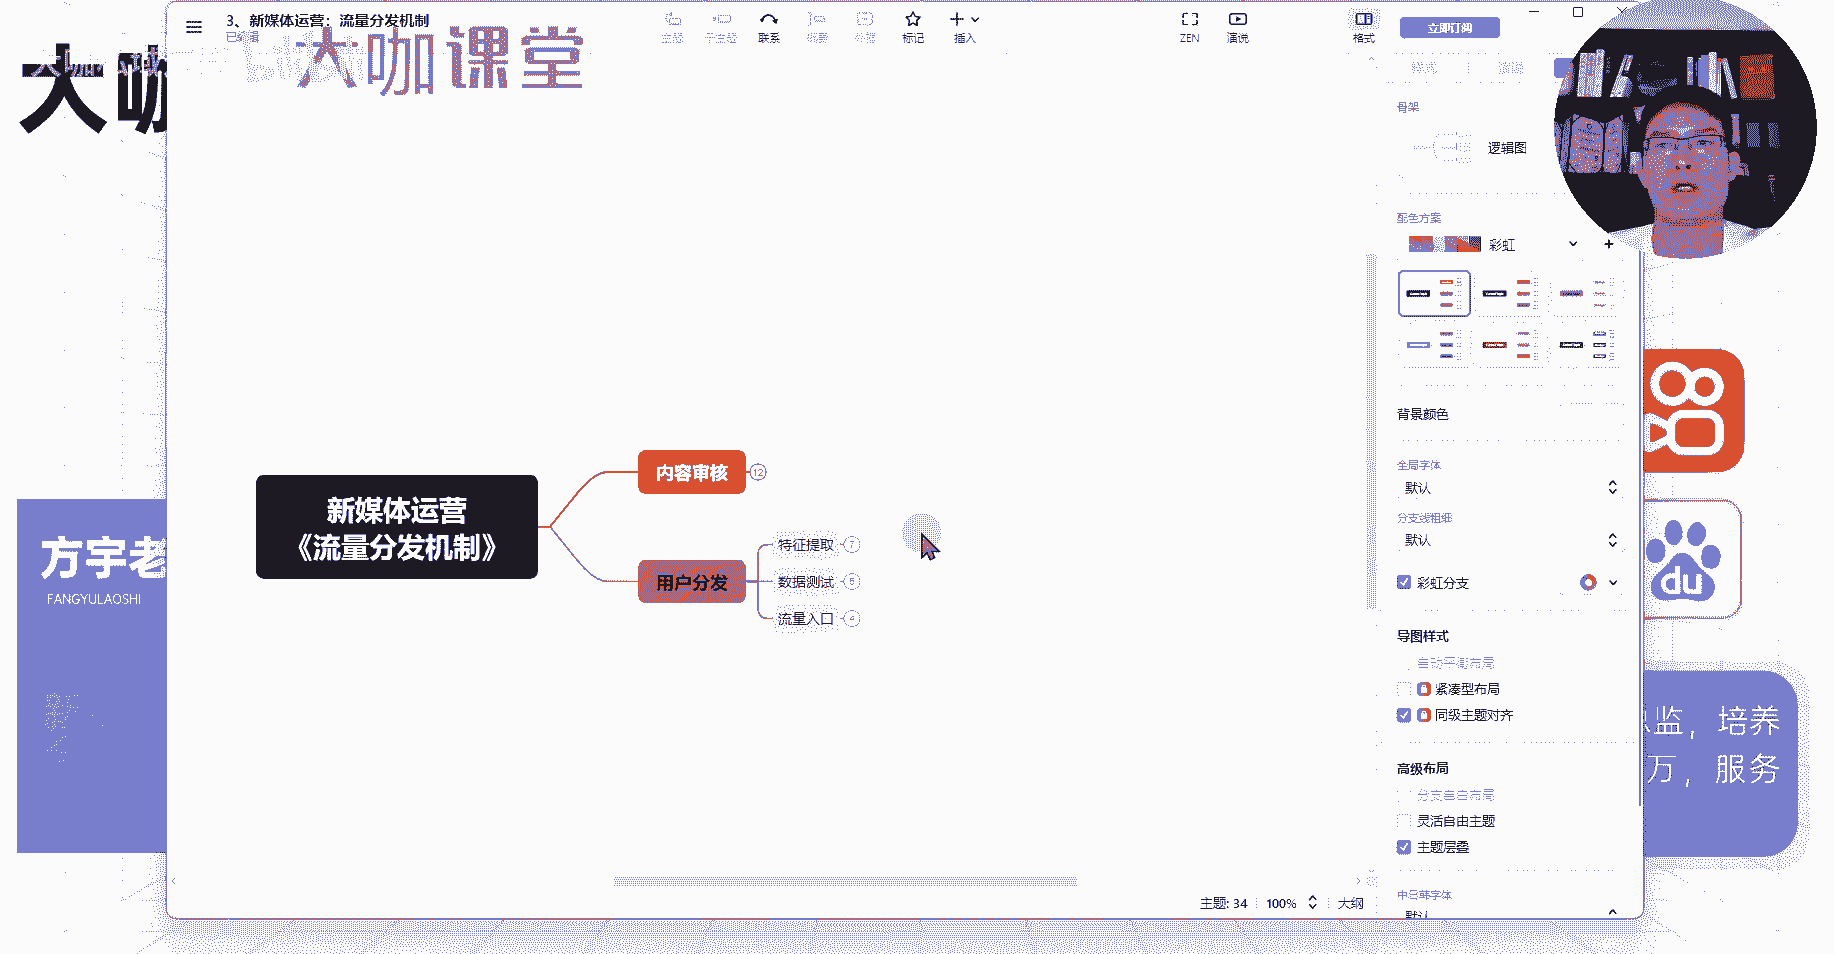 3、新媒体运营：流量分发机制
已编辑
主题
子主题
联系
概要
外框
标记
插入
ZEN
演说
格式
立即订阅
大咖课堂
大咖
样式
演说
骨架
逻辑图
配色方案
彩虹
背景颜色
全局字体
默认
分支线粗细
默认
彩虹分支
导图样式
自动平衡布局
紧凑型布局
同级主题对齐
高级布局
分支自由布局
灵活自由主题
主题层叠
中日韩字体
默认
新媒体运营
《流量分发机制》
内容审核
12
用户分发
特征提取
7
数据测试
5
流量入口
4
主题: 34
100%
大纲
方宇老
FANGYULAOSHI
du
监，培养
万，服务